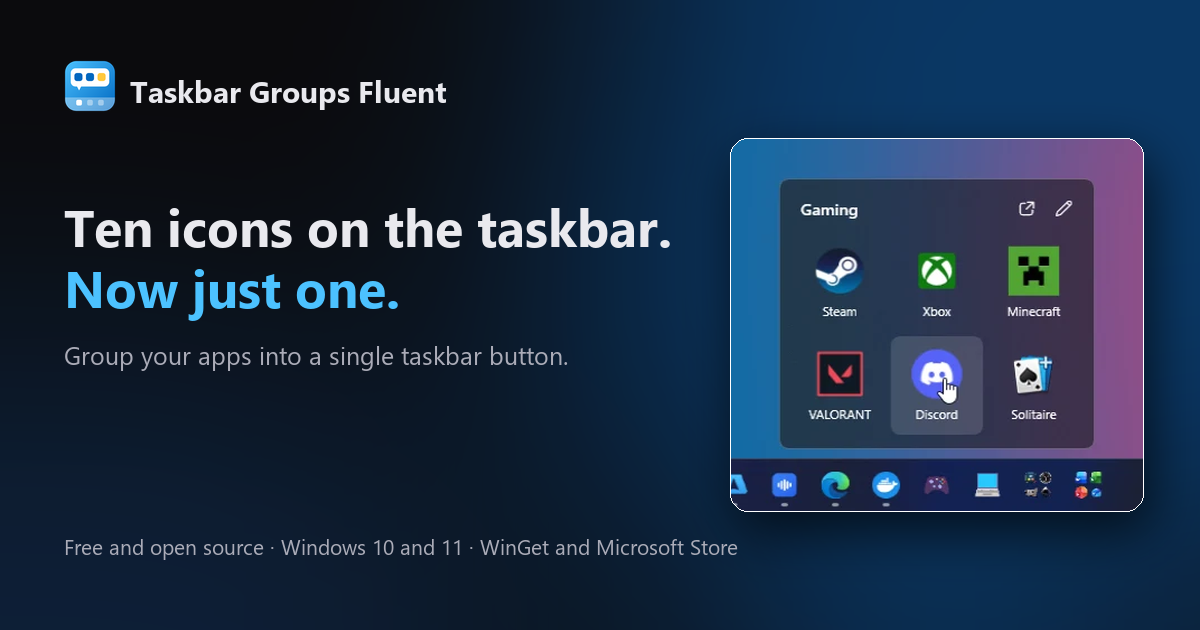 Taskbar Groups Fluent
Ten icons on the taskbar.
Now just one.
Group your apps into a single taskbar button.
Gaming
Steam
Xbox
Minecraft
VALORANT
Discord
Solitaire
Free and open source · Windows 10 and 11 · WinGet and Microsoft Store